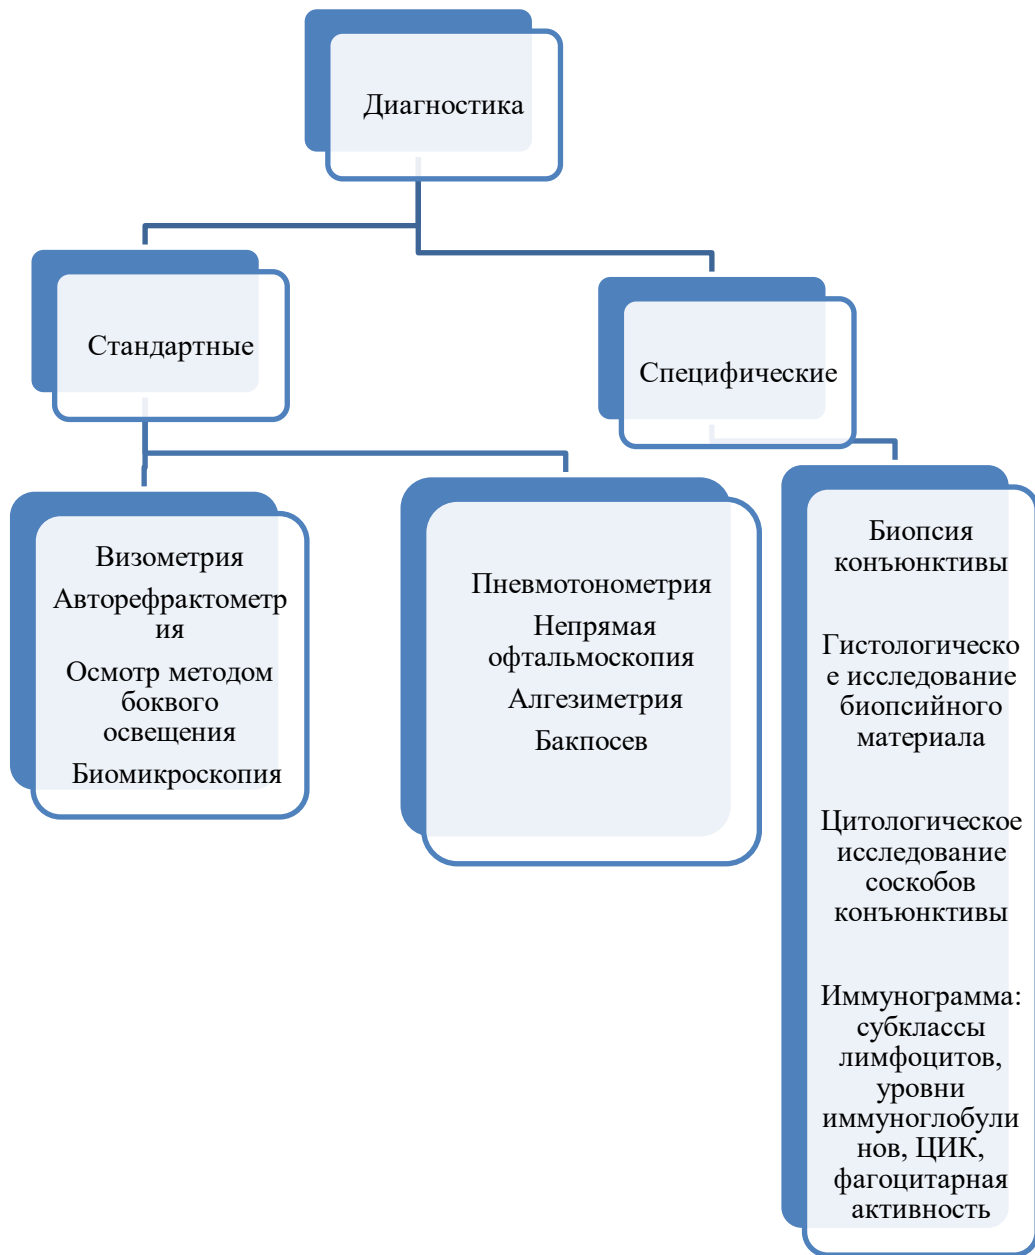 Диагностика
Стандартные
Специфические
Визометрия
Авторефрактометр
ия
Осмотр методом
боквого
освещения
Биомикроскопия
Пневмотонометрия
Непрямая
офтальмоскопия
Алгезиметрия
Бакпосев
Биопсия
конъюнктивы
Гистологическо
е исследование
биопсийного
материала
Цитологическое
исследование
соскобов
конъюнктивы
Иммунограмма:
субклассы
лимфоцитов,
уровни
иммуноглобули
нов, ЦИК,
фагоцитарная
активность